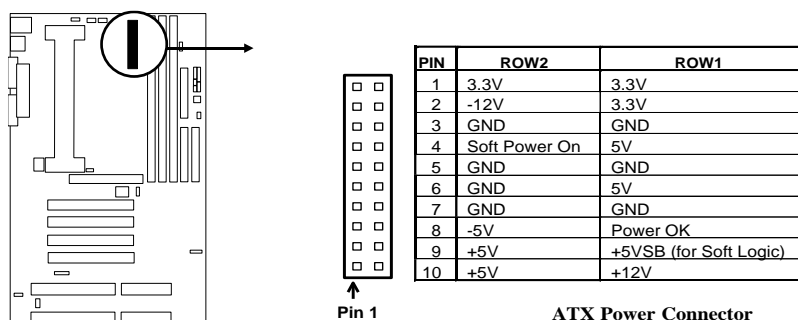 PIN ROW2 ROW1
1 3.3V 3.3V
2 -12V 3.3V
3 GND GND
4 Soft Power On 5V
5 GND GND
6 GND 5V
7 GND GND
8 -5V Power OK
9 +5V +5VSB (for Soft Logic)
10 +5V +12V
Pin 1
ATX Power Connector